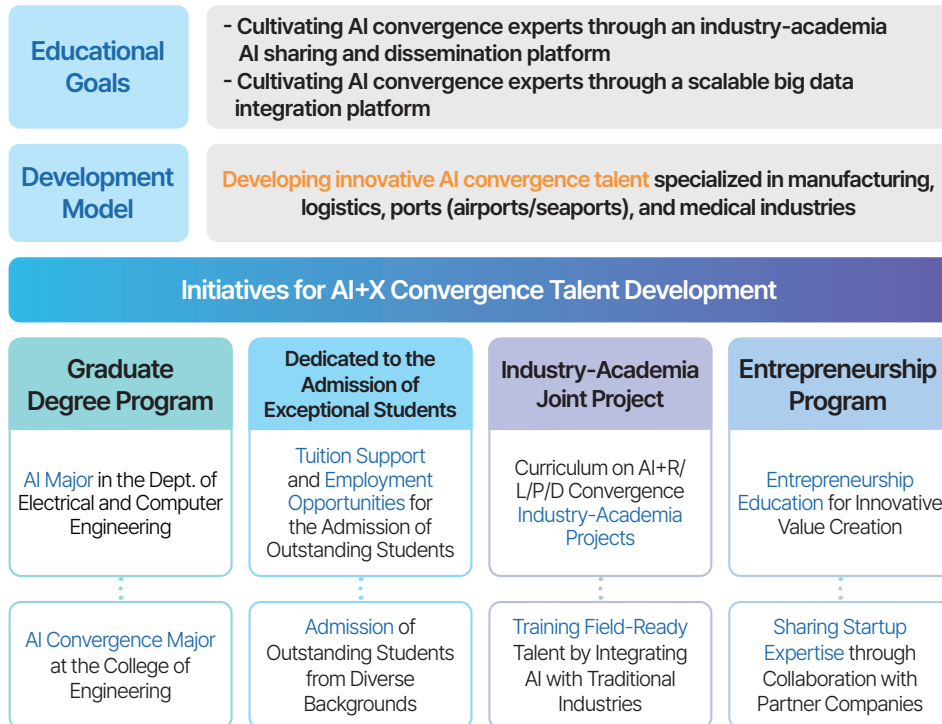 Educational
Goals
- Cultivating AI convergence experts through an industry-academia
AI sharing and dissemination platform
- Cultivating AI convergence experts through a scalable big data
integration platform
Development
Model
Developing innovative AI convergence talent specialized in manufacturing,
logistics, ports (airports/seaports), and medical industries
Initiatives for AI+X Convergence Talent Development
Graduate
Degree Program
AI Major in the Dept. of
Electrical and Computer
Engineering
AI Convergence Major
at the College of
Engineering
Dedicated to the
Admission of
Exceptional Students
Tuition Support
and Employment
Opportunities for
the Admission of
Outstanding Students
Admission of
Outstanding Students
from Diverse
Backgrounds
Industry-Academia
Joint Project
Curriculum on AI+R/
L/P/D Convergence
Industry-Academia
Projects
Training Field-Ready
Talent by Integrating
AI with Traditional
Industries
Entrepreneurship
Program
Entrepreneurship
Education for Innovative
Value Creation
Sharing Startup
Expertise through
Collaboration with
Partner Companies